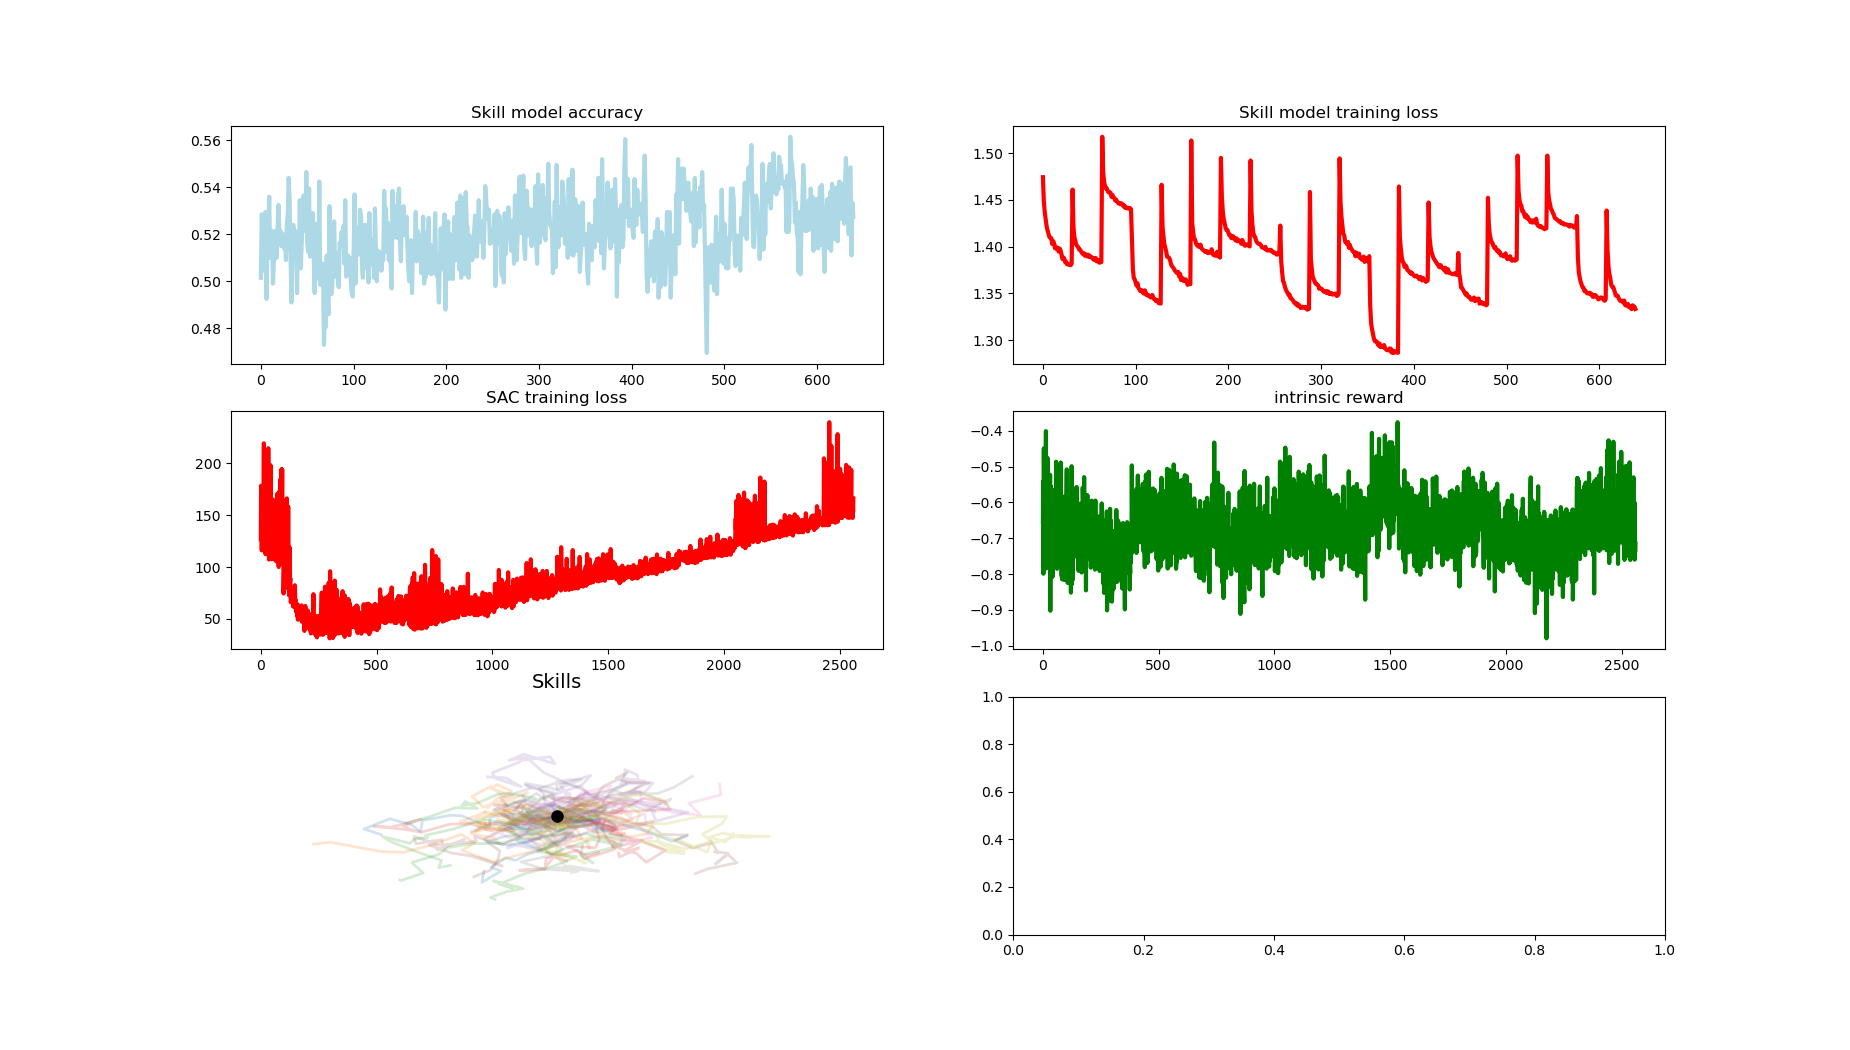 Skill model accuracy
0.56
0.54
0.52
0.50
0.48
0 100 200 300 400 500 600
Skill model training loss
1.50
1.45
1.40
1.35
1.30
0 100 200 300 400 500 600
SAC training loss
200
150
100
50
0 500 1000 1500 2000 2500
intrinsic reward
−0.4
−0.5
−0.6
−0.7
−0.8
−0.9
−1.0
0 500 1000 1500 2000 2500
Skills
1.0
0.8
0.6
0.4
0.2
0.0
0.0 0.2 0.4 0.6 0.8 1.0